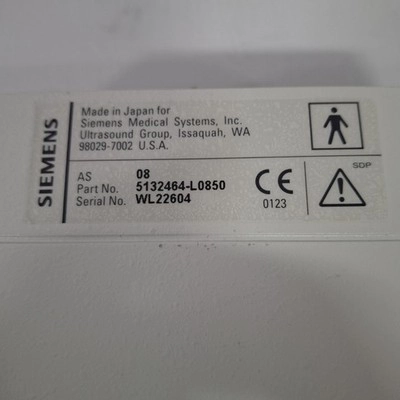 SIEMENS
Made in Japan for
Siemens Medical Systems, Inc.
Ultrasound Group, Issaquah, WA
98029-7002 U.S.A.
AS 08
Part No. 5132464-L0850
Serial No. WL22604
CE
0123
SDP